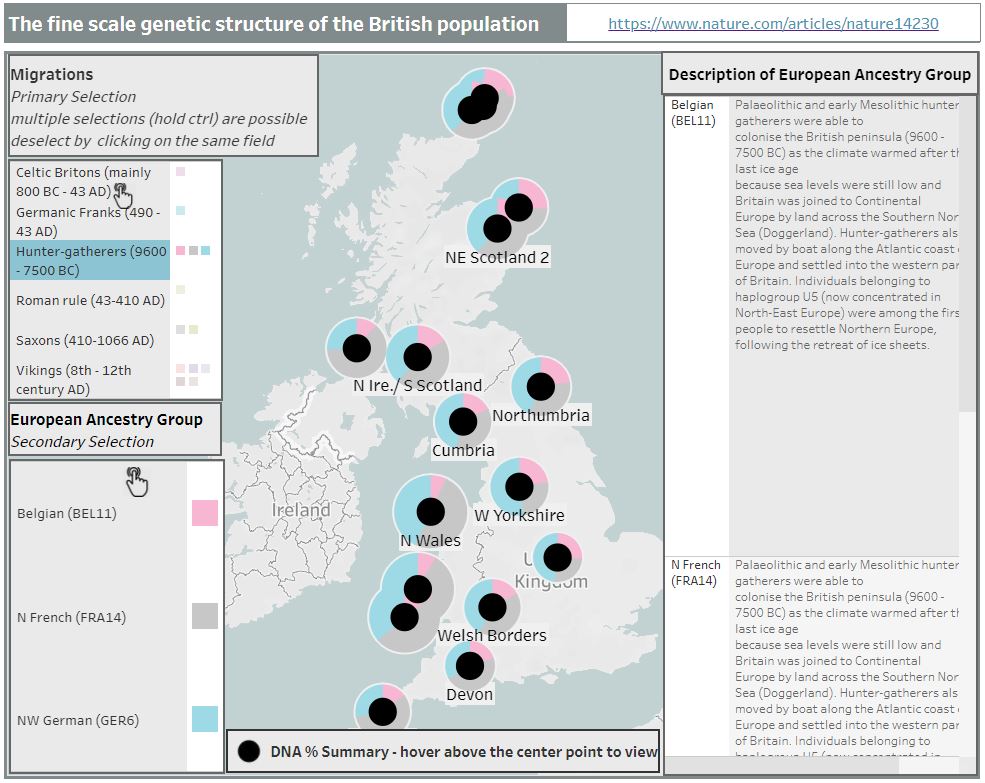 The fine scale genetic structure of the British population
https://www.nature.com/articles/nature14230
Migrations
Primary Selection
multiple selections (hold ctrl) are possible
deselect by clicking on the same field
Celtic Britons (mainly
800 BC - 43 AD)
Germanic Franks (490 -
43 AD)
Hunter-gatherers (9600
- 7500 BC)
Roman rule (43-410 AD)
Saxons (410-1066 AD)
Vikings (8th - 12th
century AD)
European Ancestry Group
Secondary Selection
Belgian (BEL11)
N French (FRA14)
NW German (GER6)
NE Scotland 2
N Ire./ S Scotland
Northumbria
Cumbria
W Yorkshire
Ireland
N Wales
Kingdom
Welsh Borders
Devon
DNA % Summary - hover above the center point to view
Description of European Ancestry Group
Belgian
(BEL11)
Palaeolithic and early Mesolithic hunter
gatherers were able to
colonise the British peninsula (9600 -
7500 BC) as the climate warmed after th
last ice age
because sea levels were still low and
Britain was joined to Continental
Europe by land across the Southern Nor
Sea (Doggerland). Hunter-gatherers als
moved by boat along the Atlantic coast
Europe and settled into the western par
of Britain. Individuals belonging to
haplogroup U5 (now concentrated in
North-East Europe) were among the firs
people to resettle Northern Europe,
following the retreat of ice sheets.
N French
(FRA14)
Palaeolithic and early Mesolithic hunter
gatherers were able to
colonise the British peninsula (9600 -
7500 BC) as the climate warmed after th
last ice age
because sea levels were still low and
Britain was joined to Continental
Europe by land across the Southern Nor
Sea (Doggerland). Hunter-gatherers als
moved by boat along the Atlantic coast
Europe and settled into the western par
of Britain. Individuals belonging to
haplogroup U5 (now concentrated in